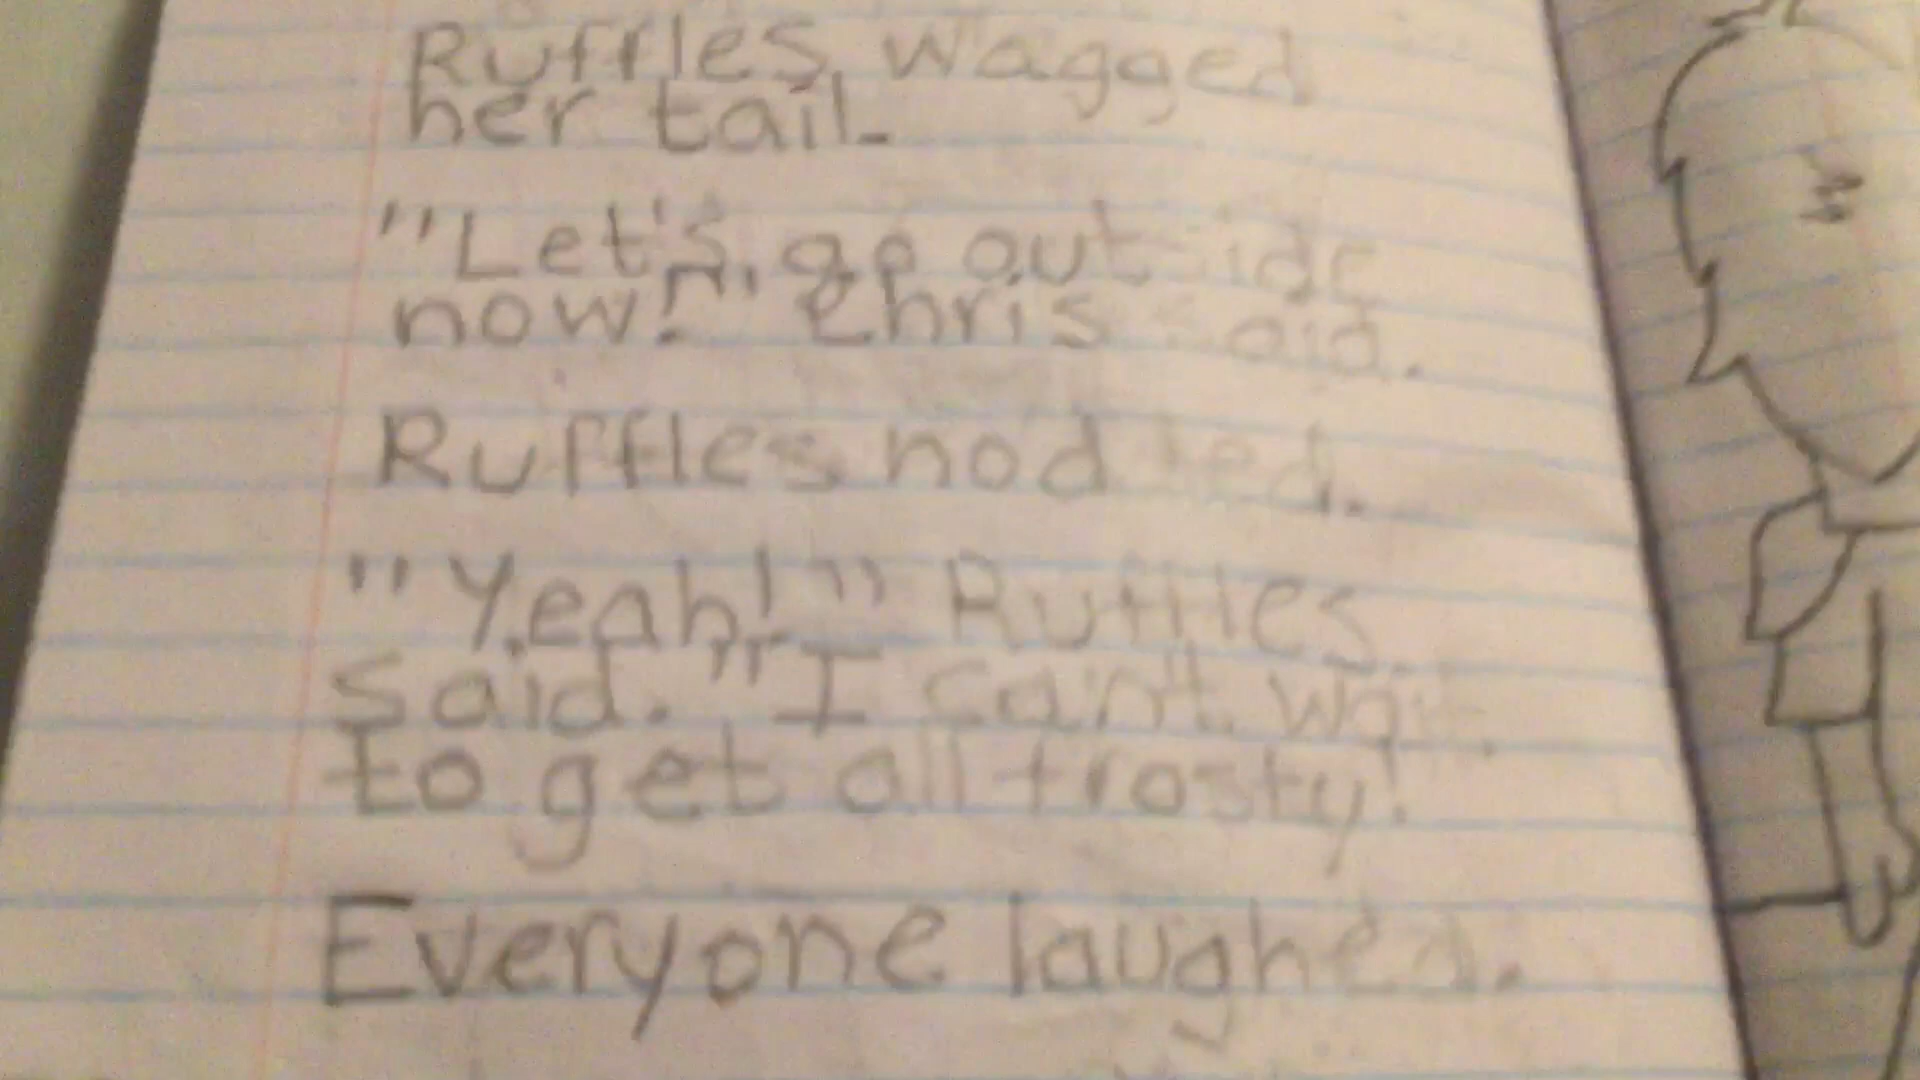 Ruffles wagged
her tail.
"Let's go outside
now!" Chris said.
Ruffles nodded.
"Yeah!" Ruffles
said. "I can't wait
to get all frosty!
Everyone laughed.